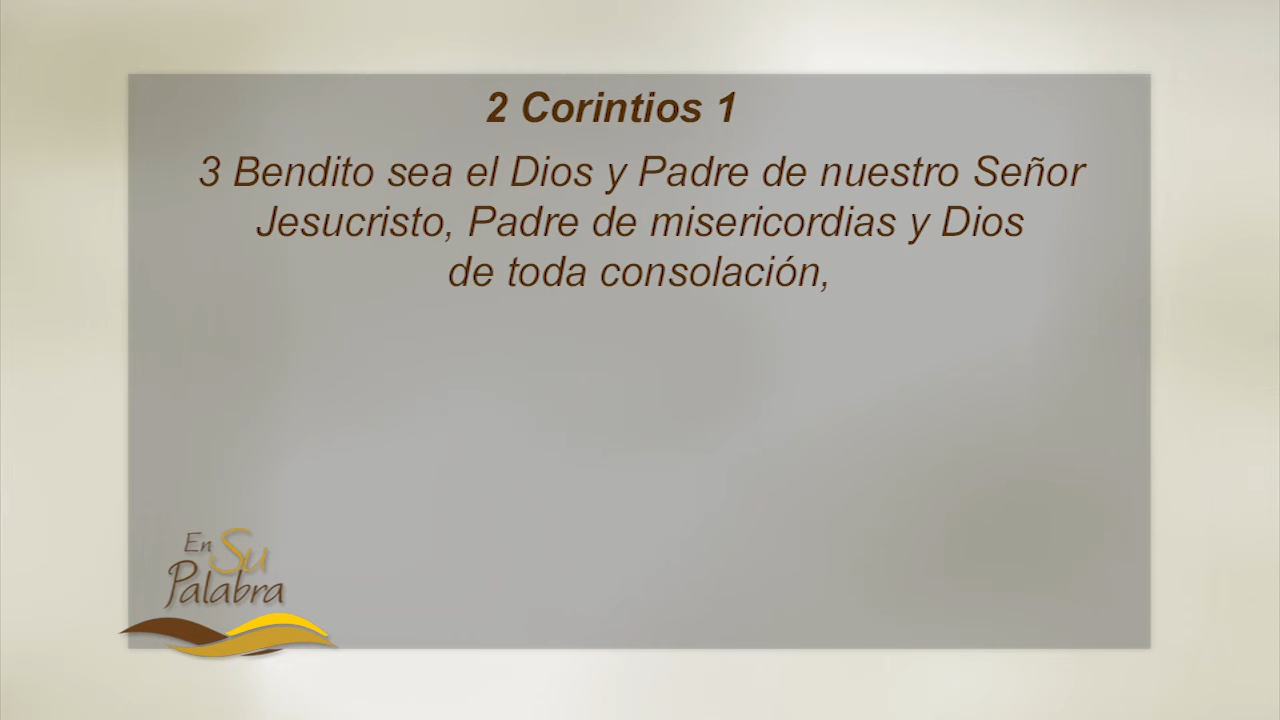 2 Corintios 1
3 Bendito sea el Dios y Padre de nuestro Señor
Jesucristo, Padre de misericordias y Dios
de toda consolación,
En Su
Palabra